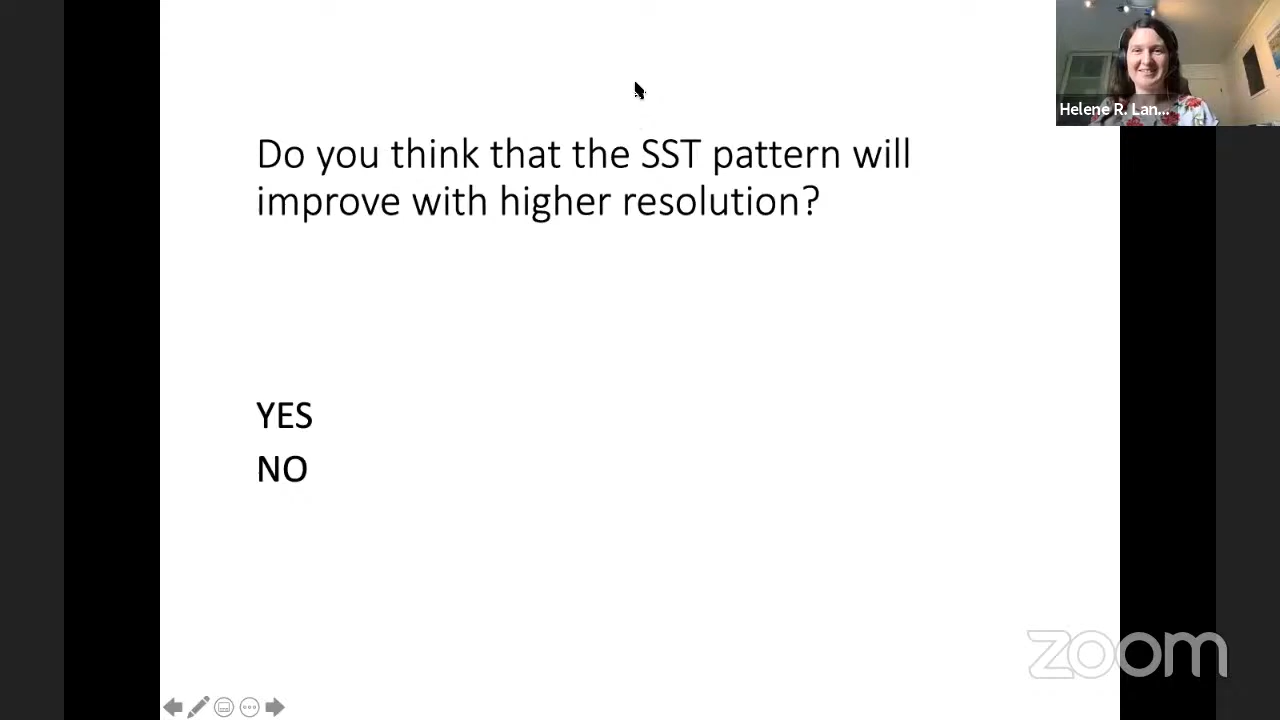 Helene R. Lan...
Do you think that the SST pattern will
improve with higher resolution?
YES
NO
zoom